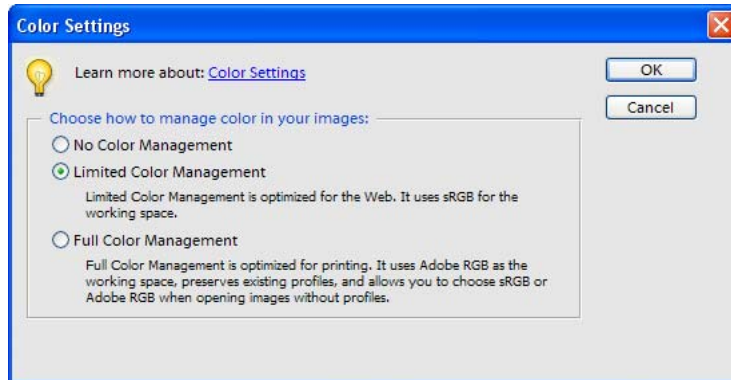 Color Settings
Learn more about: Color Settings
OK
Cancel
Choose how to manage color in your images:
No Color Management
Limited Color Management
Limited Color Management is optimized for the Web. It uses sRGB for the
working space.
Full Color Management
Full Color Management is optimized for printing. It uses Adobe RGB as the
working space, preserves existing profiles, and allows you to choose sRGB or
Adobe RGB when opening images without profiles.